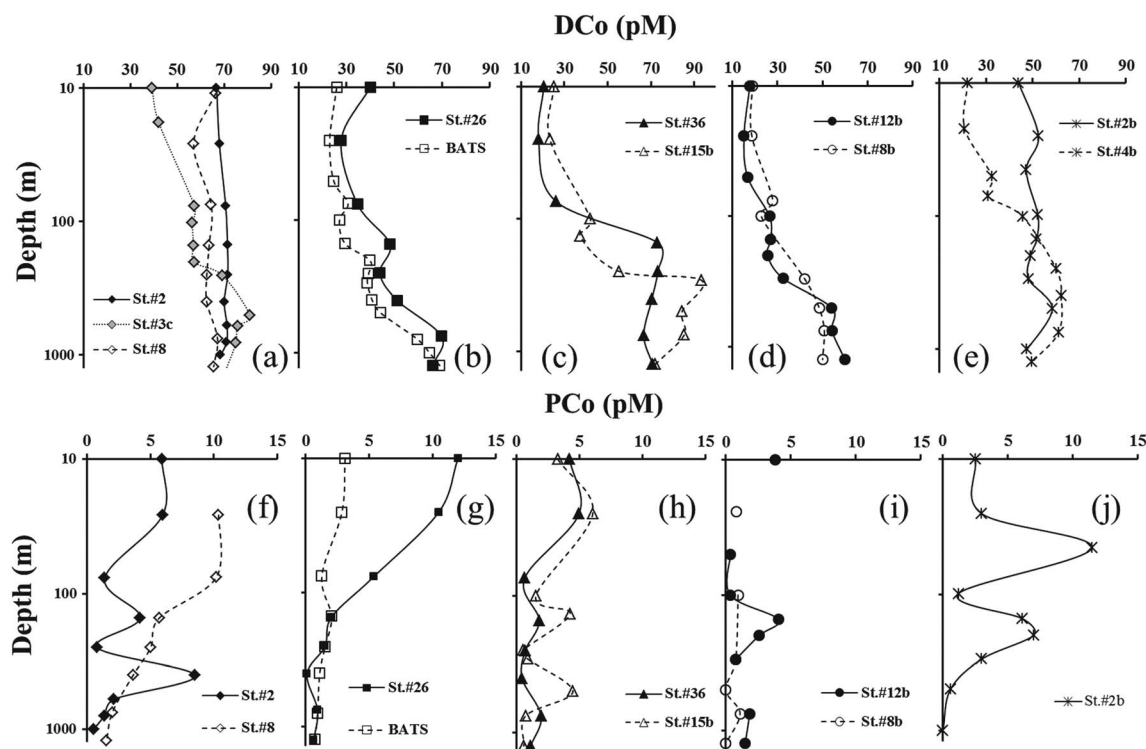 DCo (pM)
10 30 50 70 90
10 30 50 70 90
10 30 50 70 90
10 30 50 70 90
10 30 50 70 90
Depth (m)
10
100
1000
St.#2
St.#3c
St.#8
(a)
St.#26
BATS
(b)
St.#36
St.#15b
(c)
St.#12b
St.#8b
(d)
St.#2b
St.#4b
(e)
PCo (pM)
0 5 10 15
0 5 10 15
0 5 10 15
0 5 10 15
0 5 10 15
Depth (m)
10
100
1000
(f)
St.#2
St.#8
(g)
St.#26
BATS
(h)
St.#36
St.#15b
(i)
St.#12b
St.#8b
(j)
St.#2b